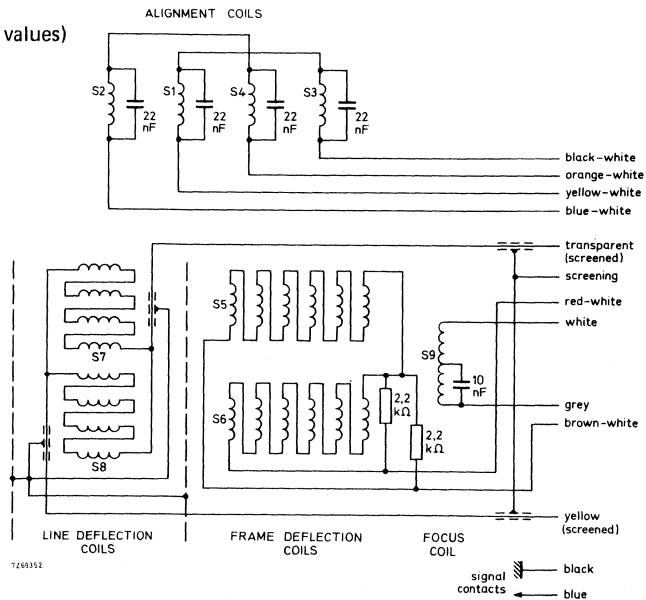 ALIGNMENT COILS
values)
S2
22
nF
S1
22
nF
S4
22
nF
S3
22
nF
black-white
orange-white
yellow-white
blue-white
transparent
(screened)
screening
red-white
white
S5
S7
S9
10
nF
S6
2,2
kΩ
2,2
kΩ
grey
brown-white
S8
yellow
(screened)
LINE DEFLECTION
COILS
FRAME DEFLECTION
COILS
FOCUS
COIL
7Z69352
signal
contacts
black
blue